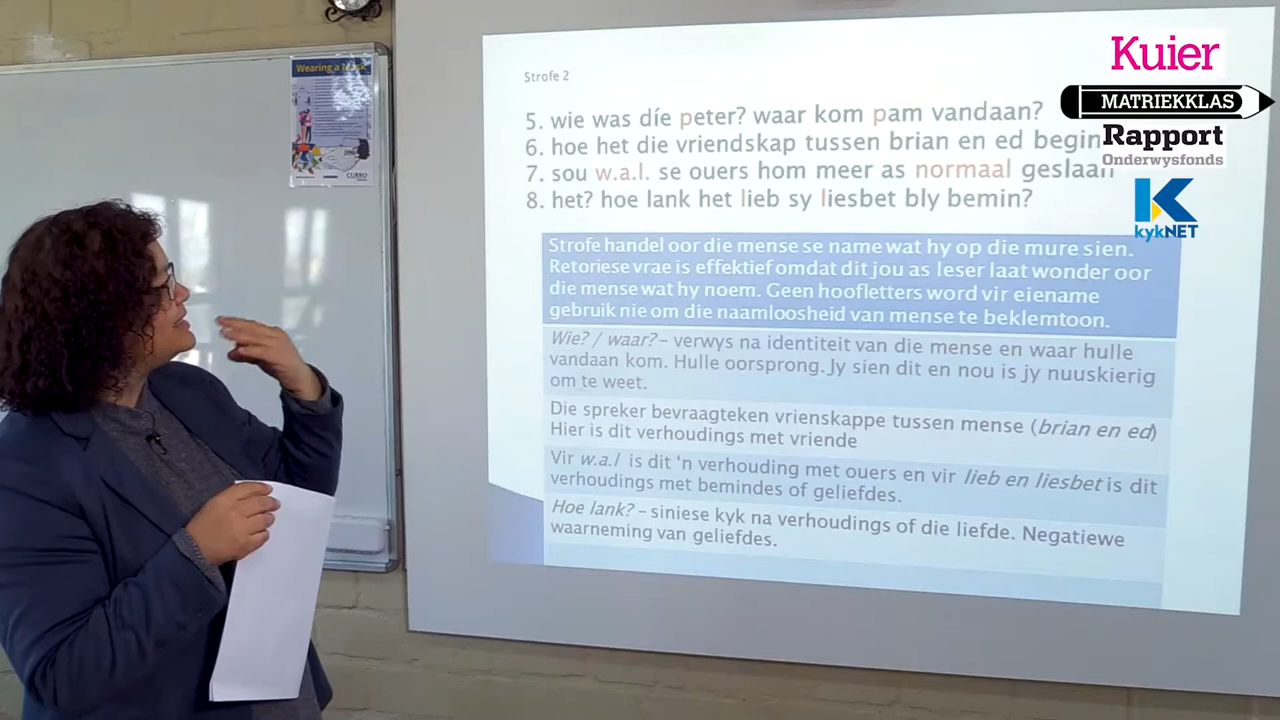 Wearing a Mask
CURRO
Kuier
MATRIEKKLAS
Rapport
Onderwysfonds
kykNET
Strofe 2
5. wie was díe peter? waar kom pam vandaan?
6. hoe het die vriendskap tussen brian en ed
7. sou w.a.l. se ouers hom meer as normaal geslaan
8. het? hoe lank het lieb sy liesbet bly bemin?
Strofe handel oor die mense se name wat hy op die mure sien.
Retoriese vrae is effektief omdat dit jou as leser laat wonder oor
die mense wat hy noem. Geen hoofletters word vir eiename
gebruik nie om die naamloosheid van mense te beklemtoon.
Wie? / waar? – verwys na identiteit van die mense en waar hulle
vandaan kom. Hulle oorsprong. Jy sien dit en nou is jy nuuskierig
om te weet.
Die spreker bevraagteken vrienskappe tussen mense (brian en ed)
Hier is dit verhoudings met vriende
Vir w.a.l is dit 'n verhouding met ouers en vir lieb en liesbet is dit
verhoudings met bemindes of geliefdes.
Hoe lank? – siniese kyk na verhoudings of die liefde. Negatiewe
waarneming van geliefdes.